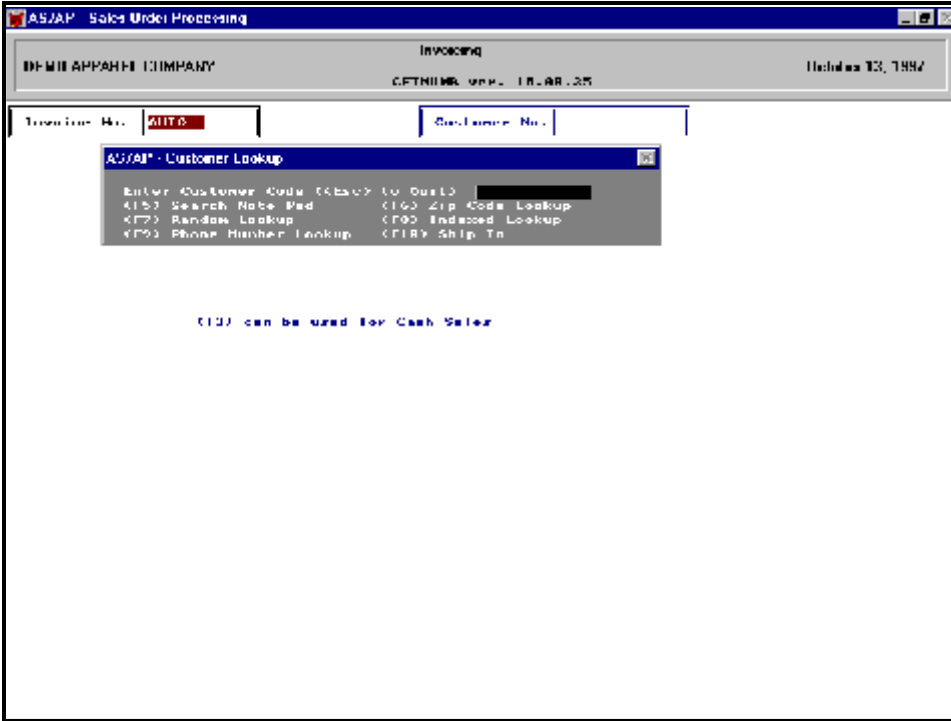 AS/AP - Sales Order Processing
Invoicing
DEMO APPAREL COMPANY
October 13, 1997
Invoice No. AUTO
Customer No.
AS/AP - Customer Lookup
Enter Customer Code (<Esc> to Quit)
<F5> Search Note Pad <F6> Zip Code Lookup
<F7> Random Lookup <F8> Indexed Lookup
<F9> Phone Number Lookup <F10> Ship To
can be used for Cash Sales